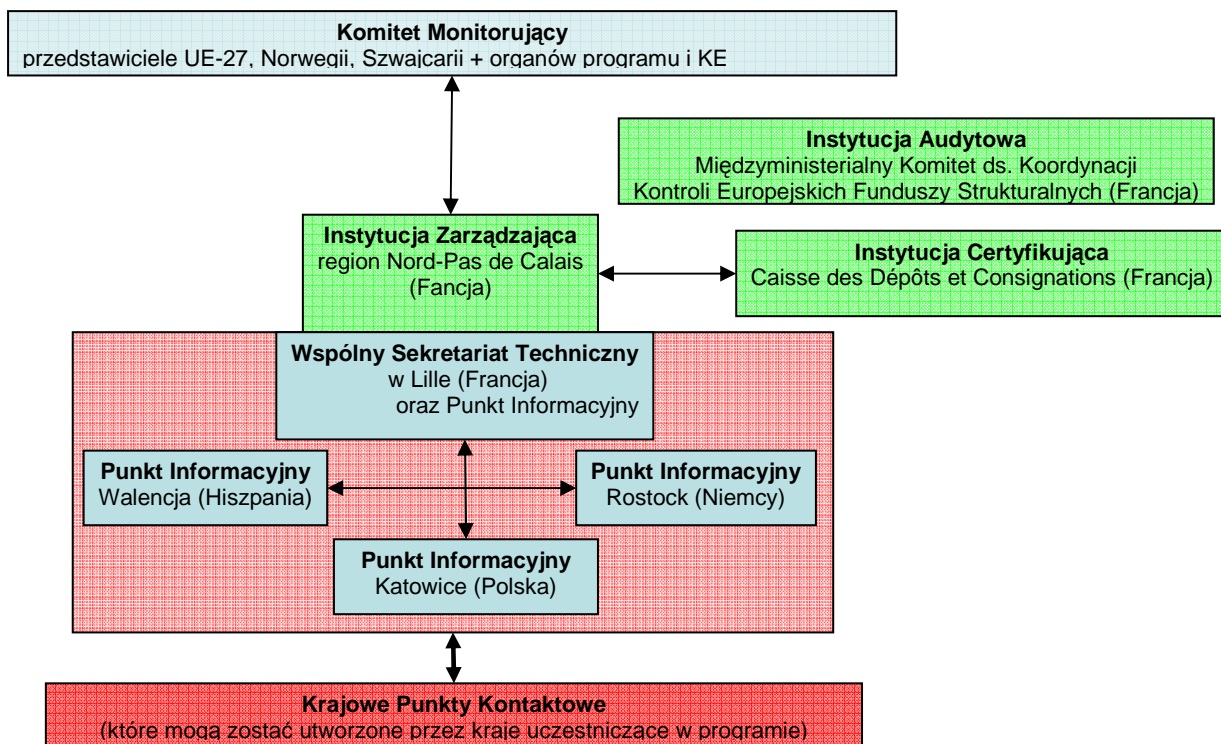 Komitet Monitorujący
przedstawiciele UE-27, Norwegii, Szwajcarii + organów programu i KE
Instytucja Audytowa
Międzyministerialny Komitet ds. Koordynacji
Kontroli Europejskich Funduszy Strukturalnych (Francja)
Instytucja Zarządzająca
region Nord-Pas de Calais
(Fancja)
Instytucja Certyfikująca
Caisse des Dépôts et Consignations (Francja)
Wspólny Sekretariat Techniczny
w Lille (Francja)
oraz Punkt Informacyjny
Punkt Informacyjny
Walencja (Hiszpania)
Punkt Informacyjny
Rostock (Niemcy)
Punkt Informacyjny
Katowice (Polska)
Krajowe Punkty Kontaktowe
(które mogą zostać utworzone przez kraje uczestniczące w programie)